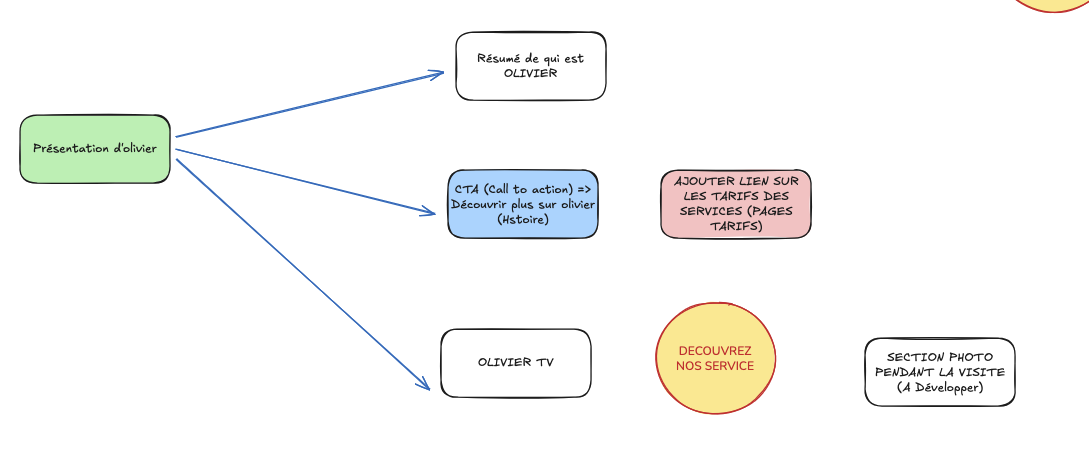 Résumé de qui est
OLIVIER
Présentation d'olivier
CTA (Call to action) =>
Découvrir plus sur olivier
(Hstoire)
AJOUTER LIEN SUR
LES TARIFS DES
SERVICES (PAGES
TARIFS)
OLIVIER TV
DECOUVREZ
NOS SERVICE
SECTION PHOTO
PENDANT LA VISITE
(A Développer)